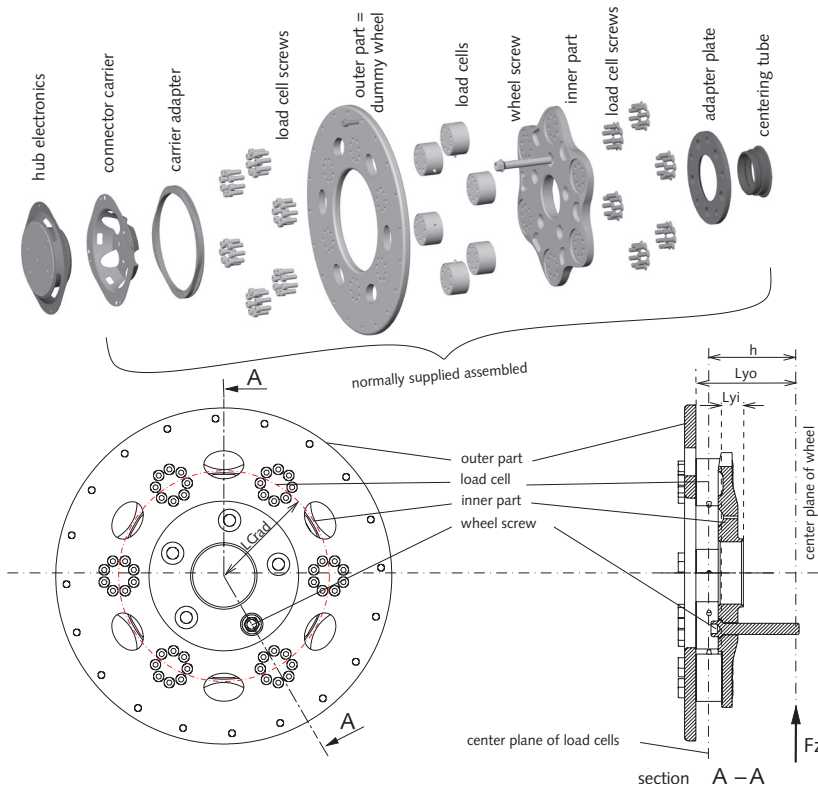 hub electronics
connector carrier
carrier adapter
load cell screws
outer part =
dummy wheel
load cells
wheel screw
inner part
load cell screws
adapter plate
centering tube
normally supplied assembled
A
h
Lyo
Lyi
center plane of wheel
outer part
load cell
inner part
wheel screw
LCrad
A
center plane of load cells
Fz
section A – A